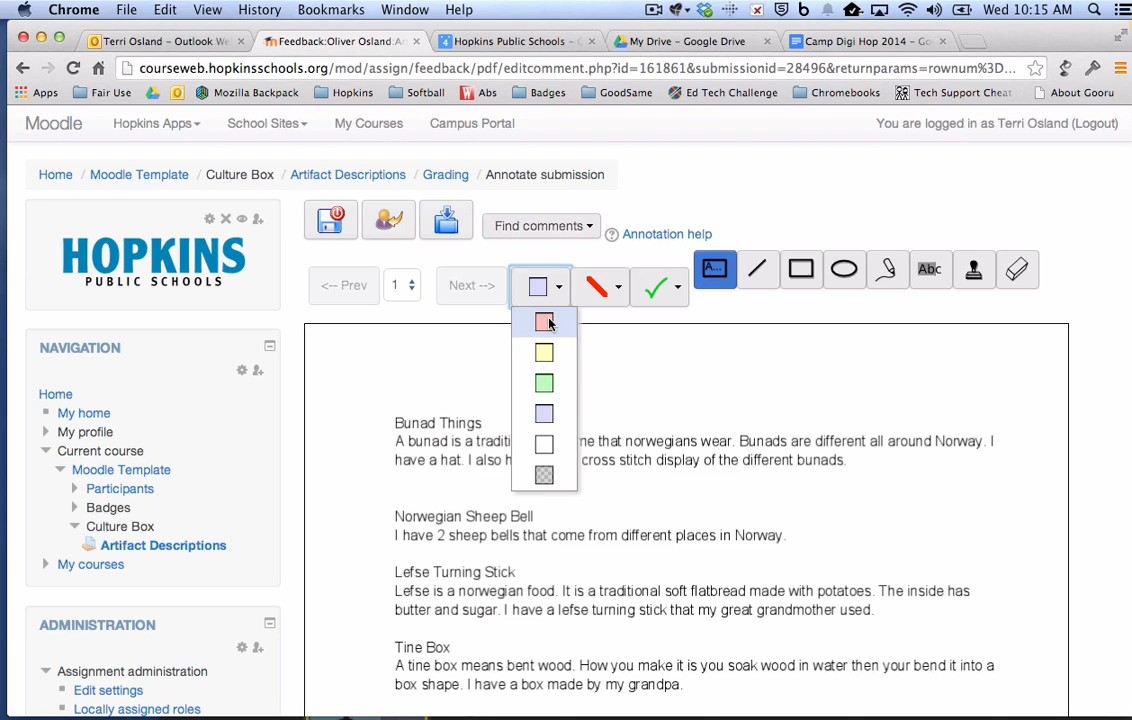 Chrome File Edit View History Bookmarks Window Help Wed 10:15 AM
Terri Osland – Outlook We Feedback:Oliver Osland:Ar Hopkins Public Schools – C My Drive – Google Drive Camp Digi Hop 2014 – Go
courseweb.hopkinsschools.org/mod/assign/feedback/pdf/editcomment.php?id=161861&submissionid=28496&returnparams=rownum%3D...
Apps Fair Use Mozilla Backpack Hopkins Softball Abs Badges GoodSame Ed Tech Challenge Chromebooks Tech Support Cheat About Gooru
Moodle Hopkins Apps School Sites My Courses Campus Portal You are logged in as Terri Osland (Logout)
Home / Moodle Template / Culture Box / Artifact Descriptions / Grading / Annotate submission
Find comments Annotation help
<-- Prev 1 Next --> A... Abc
HOPKINS
PUBLIC SCHOOLS
NAVIGATION
Home
My home
My profile
Current course
Moodle Template
Participants
Badges
Culture Box
Artifact Descriptions
My courses
ADMINISTRATION
Assignment administration
Edit settings
Locally assigned roles
Bunad Things
A bunad is a traditi me that norwegians wear. Bunads are different all around Norway. I
have a hat. I also h cross stitch display of the different bunads.
Norwegian Sheep Bell
I have 2 sheep bells that come from different places in Norway.
Lefse Turning Stick
Lefse is a norwegian food. It is a traditional soft flatbread made with potatoes. The inside has
butter and sugar. I have a lefse turning stick that my great grandmother used.
Tine Box
A tine box means bent wood. How you make it is you soak wood in water then your bend it into a
box shape. I have a box made by my grandpa.